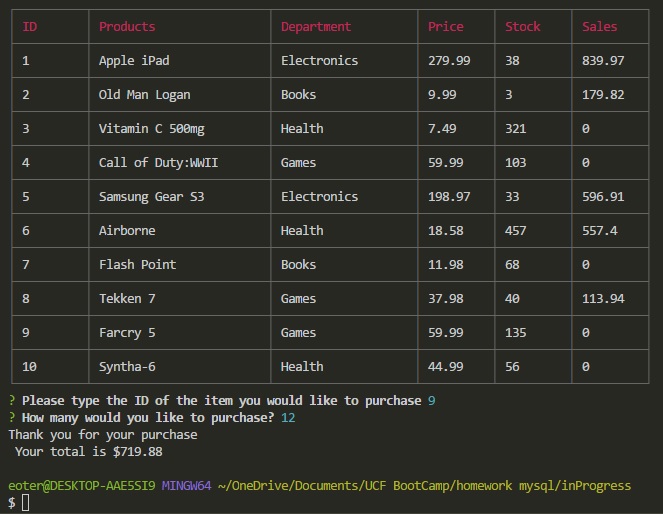 ID Products Department Price Stock Sales
1 Apple iPad Electronics 279.99 38 839.97
2 Old Man Logan Books 9.99 3 179.82
3 Vitamin C 500mg Health 7.49 321 0
4 Call of Duty:WWII Games 59.99 103 0
5 Samsung Gear S3 Electronics 198.97 33 596.91
6 Airborne Health 18.58 457 557.4
7 Flash Point Books 11.98 68 0
8 Tekken 7 Games 37.98 40 113.94
9 Farcry 5 Games 59.99 135 0
10 Syntha-6 Health 44.99 56 0
? Please type the ID of the item you would like to purchase 9
? How many would you like to purchase? 12
Thank you for your purchase
Your total is $719.88
eoter@DESKTOP-AAE5SI9 MINGW64 ~/OneDrive/Documents/UCF BootCamp/homework mysql/inProgress
$